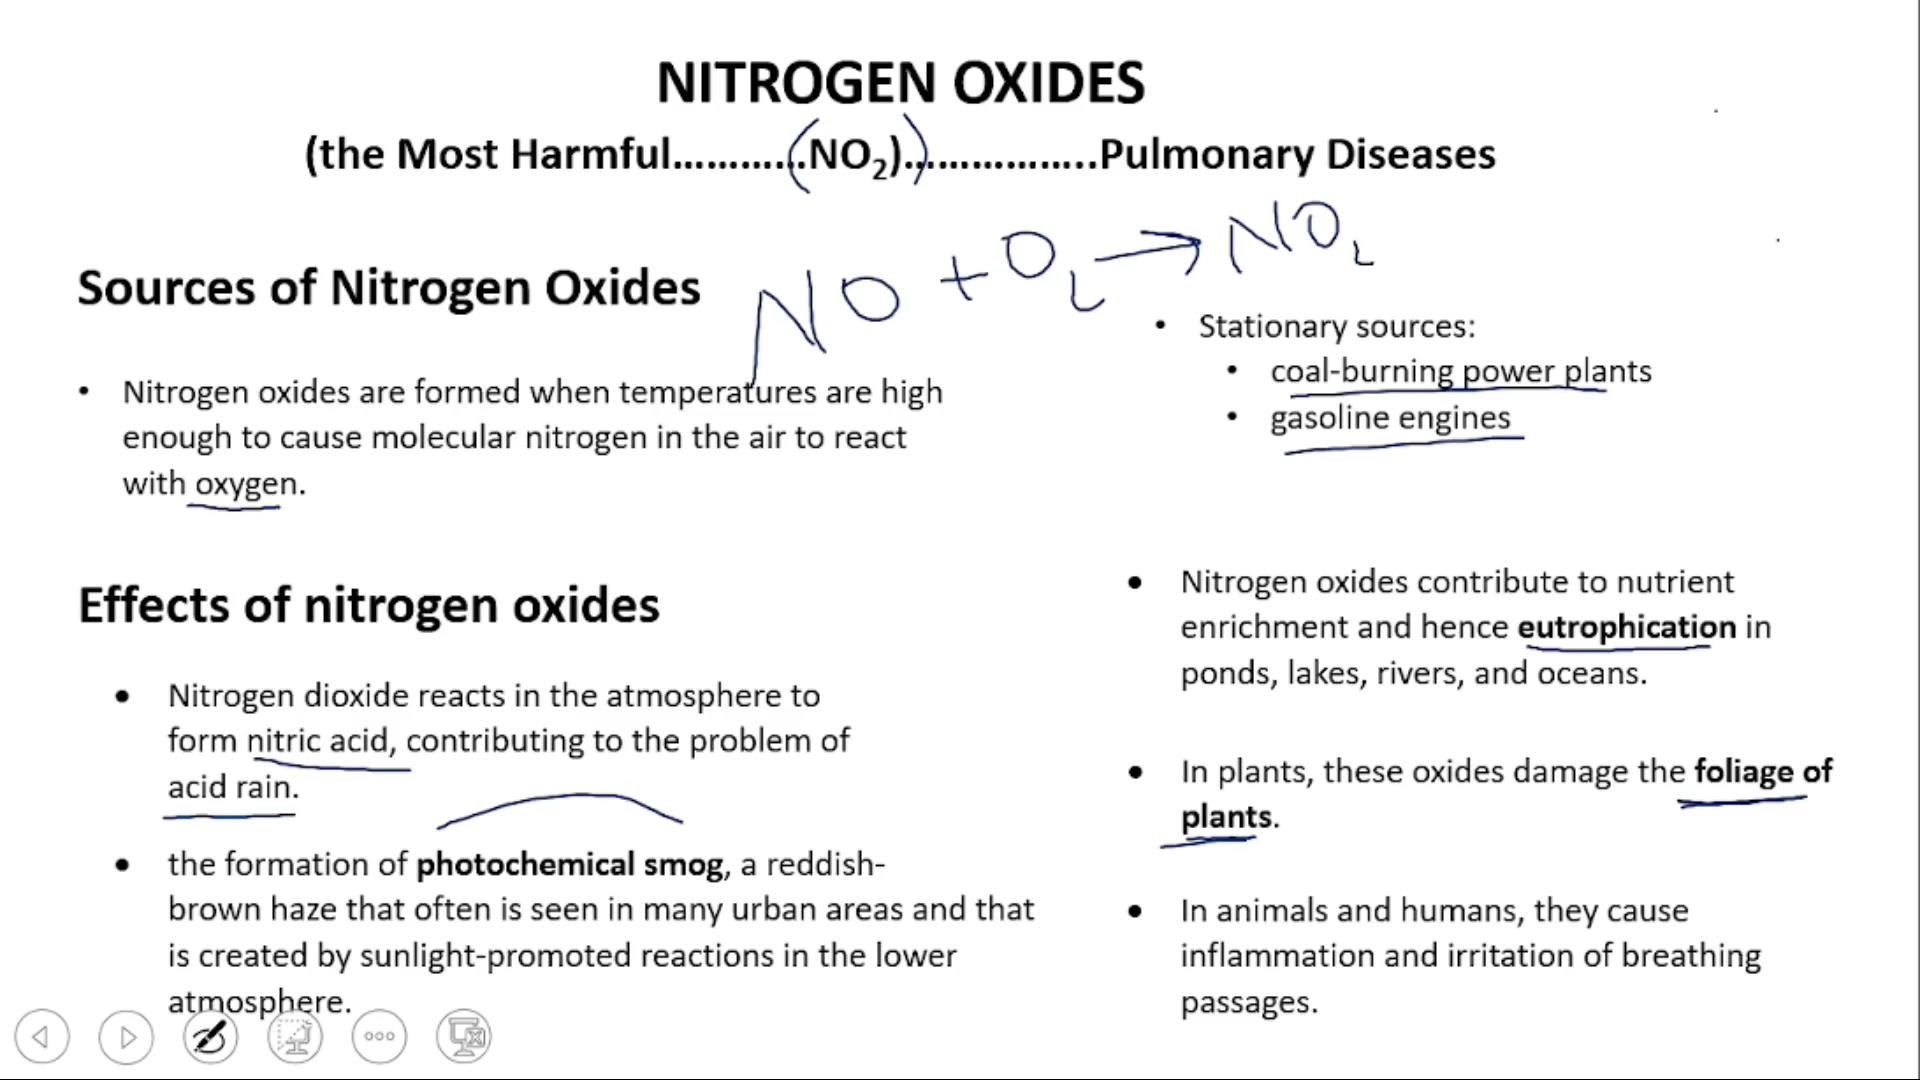 NITROGEN OXIDES
(the Most Harmful............NO₂)..................Pulmonary Diseases
NO + O₂ → NO₂
Sources of Nitrogen Oxides
• Nitrogen oxides are formed when temperatures are high
enough to cause molecular nitrogen in the air to react
with oxygen.
• Stationary sources:
• coal-burning power plants
• gasoline engines
Effects of nitrogen oxides
• Nitrogen dioxide reacts in the atmosphere to
form nitric acid, contributing to the problem of
acid rain.
• the formation of photochemical smog, a reddish-
brown haze that often is seen in many urban areas and that
is created by sunlight-promoted reactions in the lower
atmosphere.
• Nitrogen oxides contribute to nutrient
enrichment and hence eutrophication in
ponds, lakes, rivers, and oceans.
• In plants, these oxides damage the foliage of
plants.
• In animals and humans, they cause
inflammation and irritation of breathing
passages.